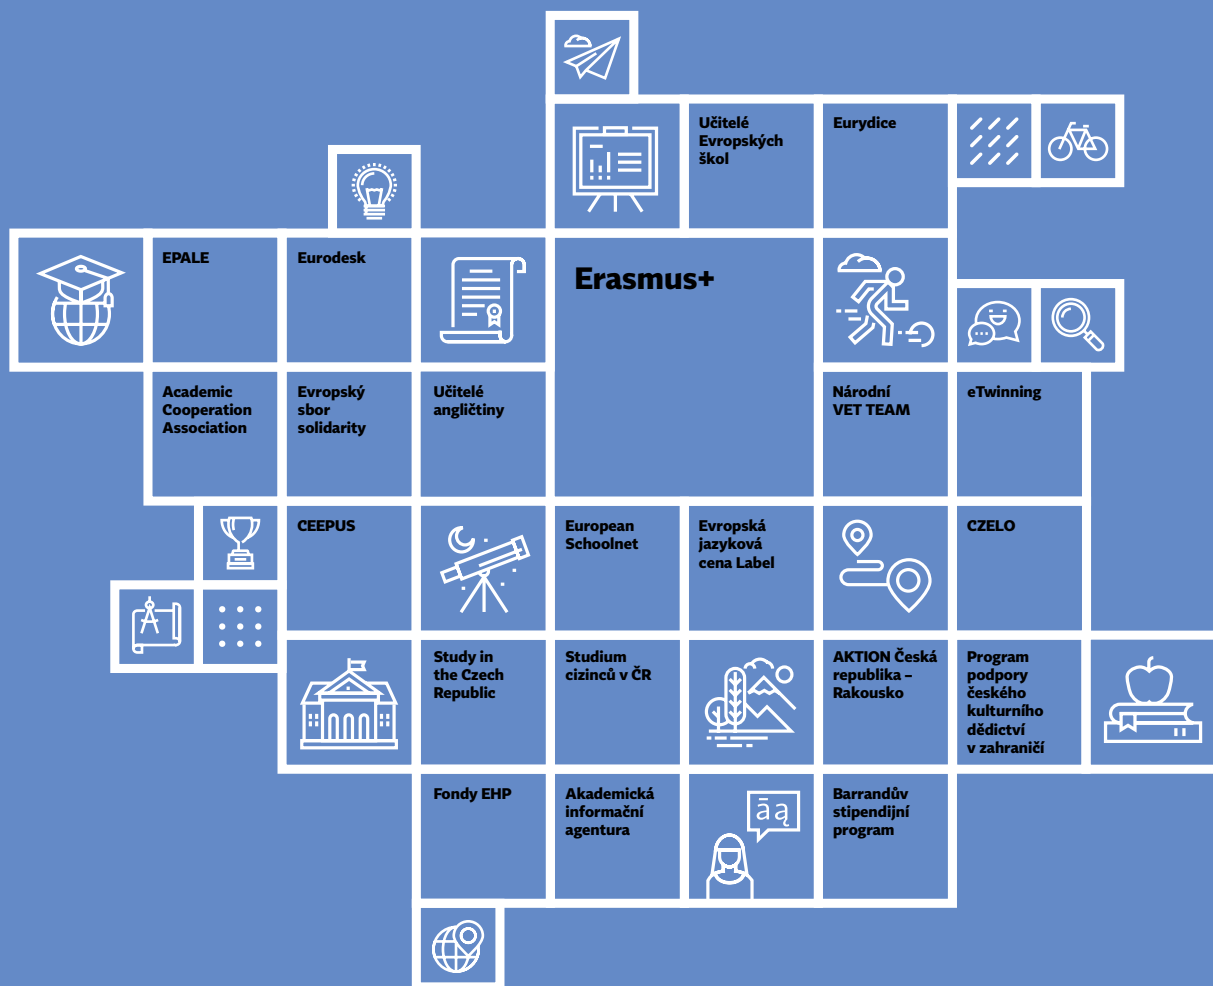 Učitelé
Evropských
škol
Eurydice
EPALE
Eurodesk
Erasmus+
Academic
Cooperation
Association
Evropský
sbor
solidarity
Učitelé
angličtiny
Národní
VET TEAM
eTwinning
CEEPUS
European
Schoolnet
Evropská
jazyková
cena Label
CZELO
Study in
the Czech
Republic
Studium
cizinců v ČR
AKTION Česká
republika –
Rakousko
Program
podpory
českého
kulturního
dědictví
v zahraničí
Fondy EHP
Akademická
informační
agentura
āą
Barrandův
stipendijní
program